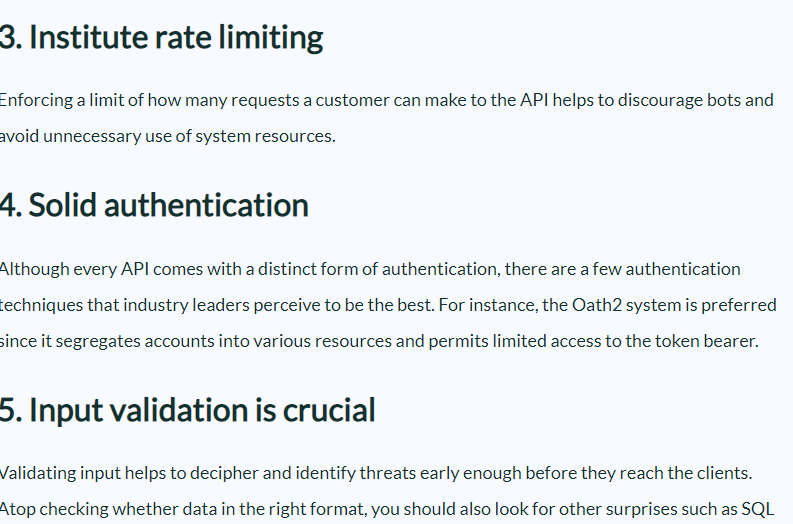 3. Institute rate limiting
Enforcing a limit of how many requests a customer can make to the API helps to discourage bots and
avoid unnecessary use of system resources.
4. Solid authentication
Although every API comes with a distinct form of authentication, there are a few authentication
techniques that industry leaders perceive to be the best. For instance, the Oath2 system is preferred
since it segregates accounts into various resources and permits limited access to the token bearer.
5. Input validation is crucial
Validating input helps to decipher and identify threats early enough before they reach the clients.
Atop checking whether data in the right format, you should also look for other surprises such as SQL